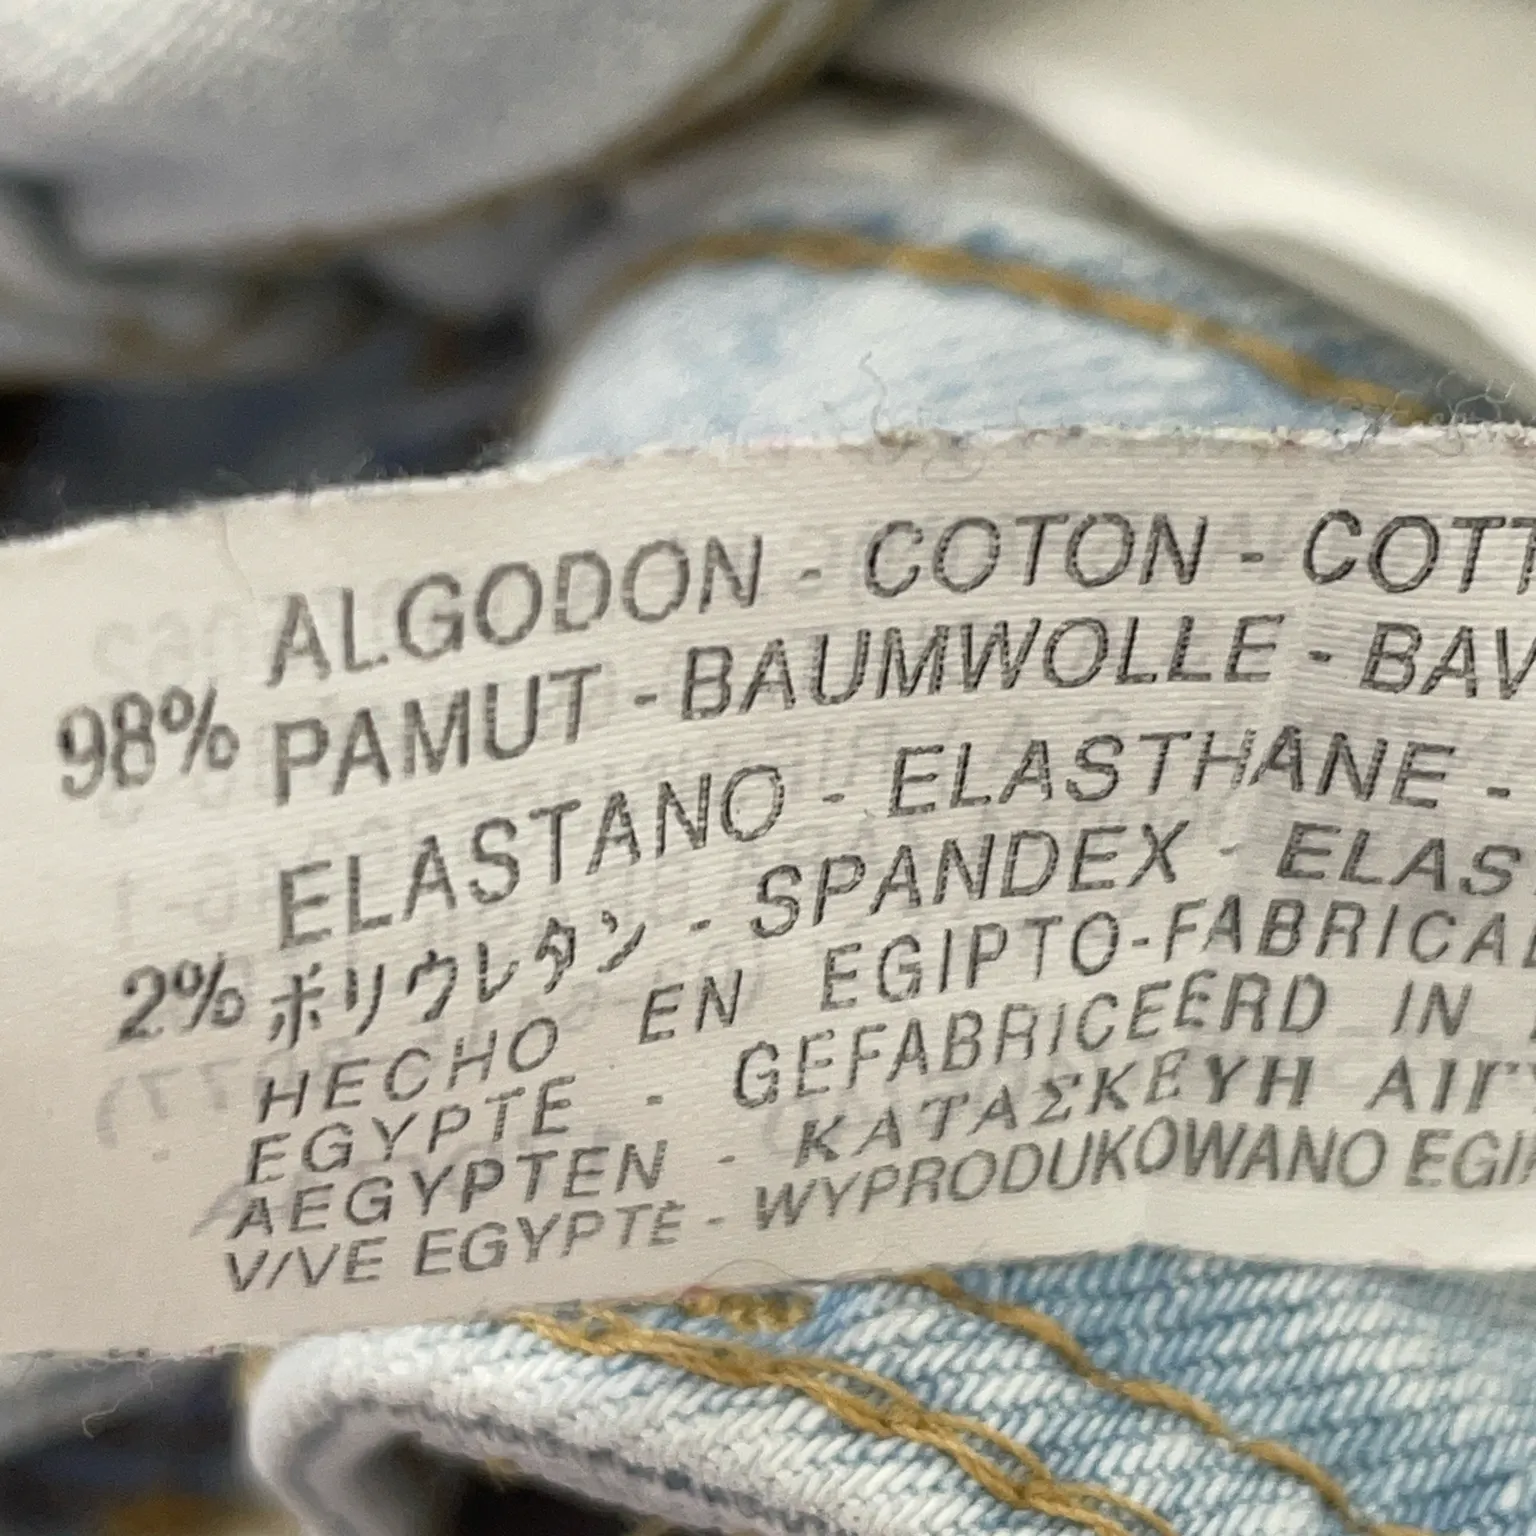 ALGODON - COTON - COTT
98% PAMUT - BAUMWOLLE - BAV
ELASTANO - ELASTHANE -
2% ポリウレタン - SPANDEX - ELAS
HECHO EN EGIPTO-FABRICA
EGYPTE - GEFABRICEERD IN
AEGYPTEN - ΚΑΤΑΣΚΕΥΗ ΑΙΓ
V/VE EGYPTE - WYPRODUKOWANO EGI